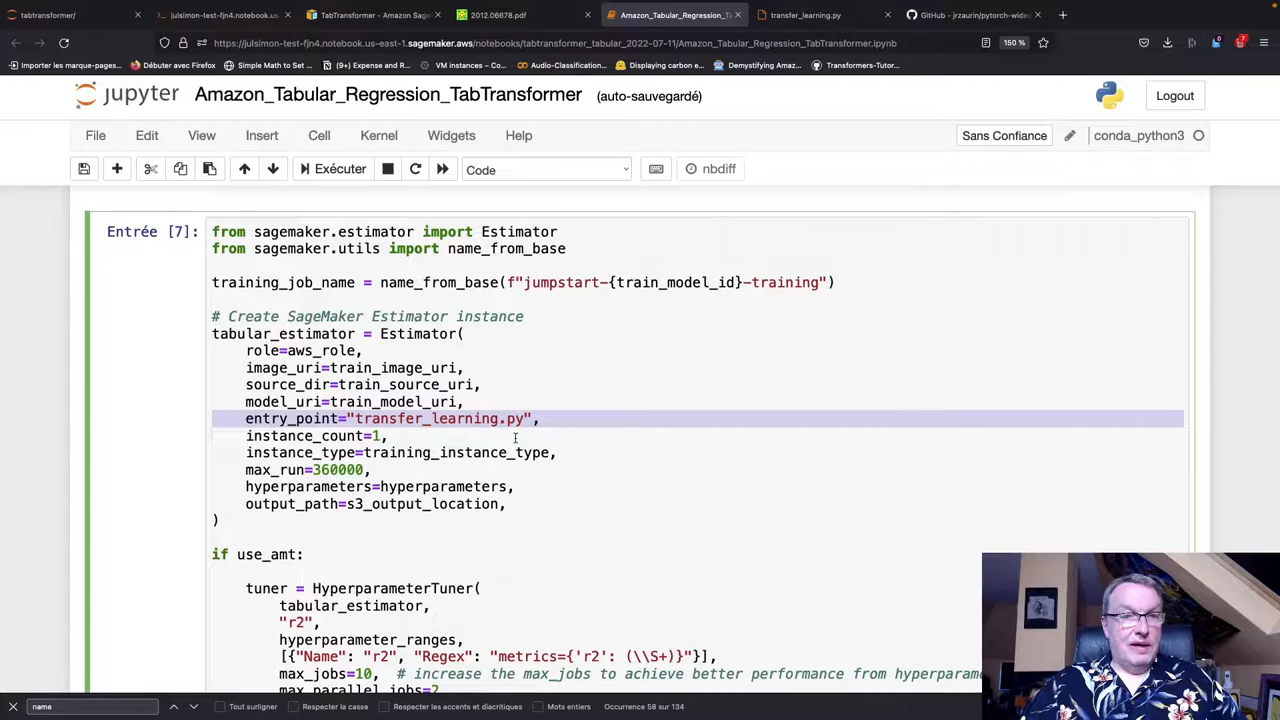 tabtransformer/
julsimon-test-fjn4.notebook.us
TabTransformer - Amazon Sag
2012.06678.pdf
Amazon_Tabular_Regression_T
transfer_learning.py
GitHub - jrzaurin/pytorch-wide
https://julsimon-test-fjn4.notebook.us-east-1.sagemaker.aws/notebooks/tabtransformer_tabular_2022-07-11/Amazon_Tabular_Regression_TabTransformer.ipynb
150 %
Importer les marque-pages...
Débuter avec Firefox
Simple Math to Set ...
(9+) Expense and R...
VM instances – Co...
Audio-Classification...
Displaying carbon e...
Demystifying Amaz...
Transformers-Tutor...
jupyter
Amazon_Tabular_Regression_TabTransformer
(auto-sauvegardé)
Logout
File Edit View Insert Cell Kernel Widgets Help
Sans Confiance
conda_python3
Exécuter
Code
nbdiff
Entrée [7]:
from sagemaker.estimator import Estimator
from sagemaker.utils import name_from_base
training_job_name = name_from_base(f"jumpstart-{train_model_id}-training")
# Create SageMaker Estimator instance
tabular_estimator = Estimator(
    role=aws_role,
    image_uri=train_image_uri,
    source_dir=train_source_uri,
    model_uri=train_model_uri,
    entry_point="transfer_learning.py",
    instance_count=1,
    instance_type=training_instance_type,
    max_run=360000,
    hyperparameters=hyperparameters,
    output_path=s3_output_location,
)
if use_amt:
    tuner = HyperparameterTuner(
        tabular_estimator,
        "r2",
        hyperparameter_ranges,
        [{"Name": "r2", "Regex": "metrics={'r2': (\\S+)}"}],
        max_jobs=10,  # increase the max_jobs to achieve better performance from hyperparame
        max_parallel_jobs=2
name
Tout surligner
Respecter la casse
Respecter les accents et diacritiques
Mots entiers
Occurrence 58 sur 134